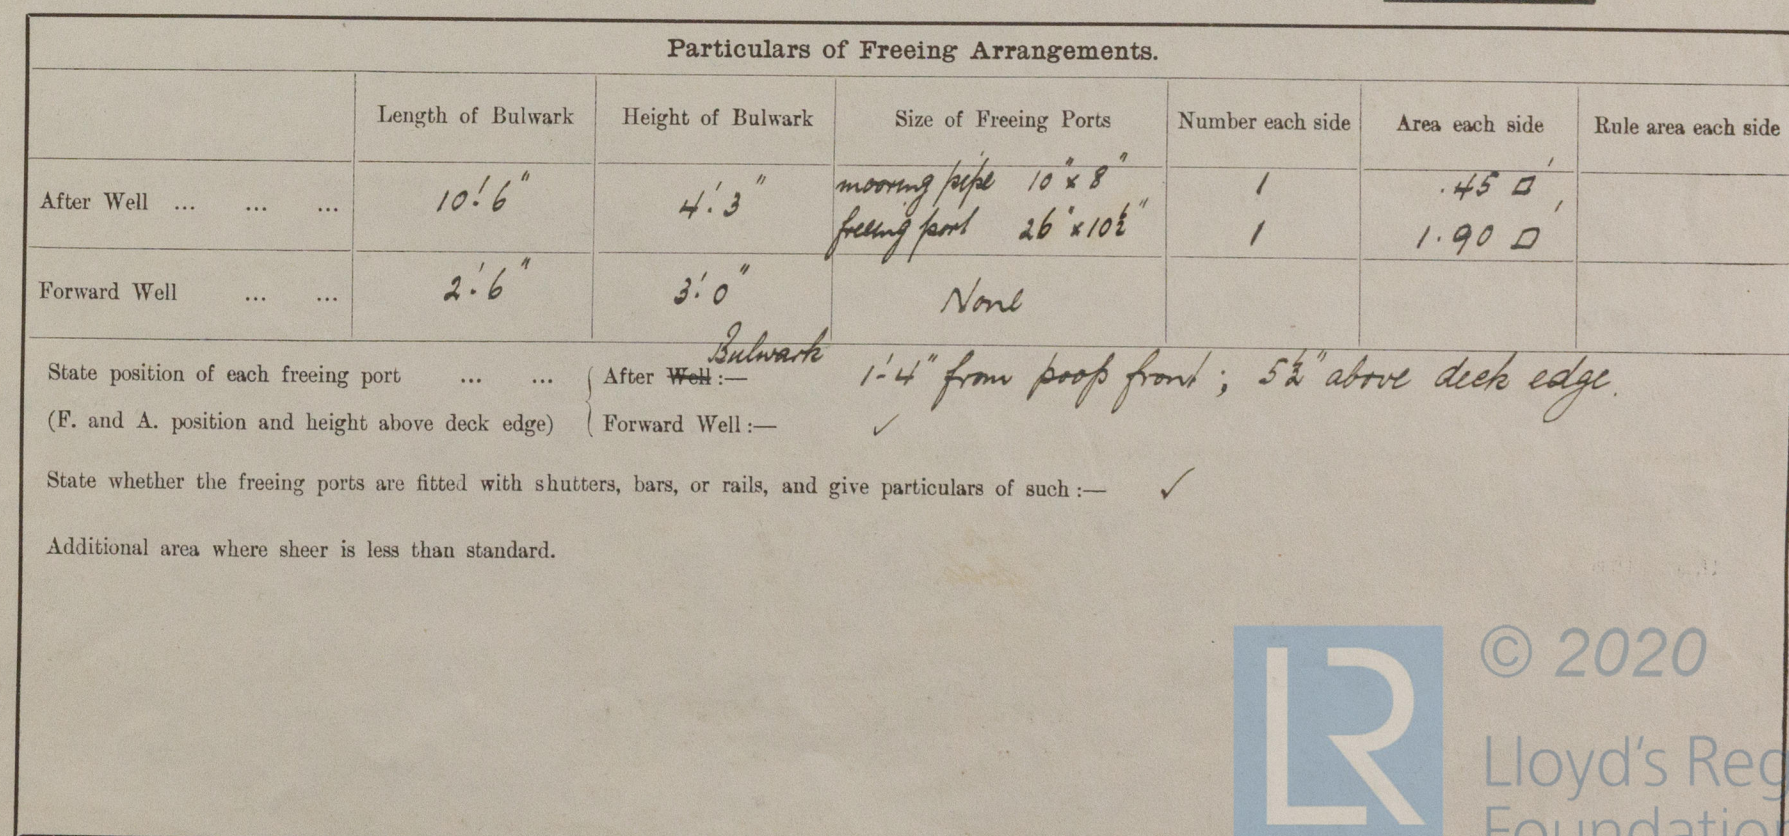 Particulars of Freeing Arrangements.
Length of Bulwark Height of Bulwark Size of Freeing Ports Number each side Area each side Rule area each side
After Well ... ... ... 10'.6" 4'.3" mooring pipe 10" x 8" 1 .45 □'
freeing port 26" x 10½" 1 1.90 □'
Forward Well ... ... 2'.6" 3'.0" None
Bulwark
State position of each freeing port ... ... After Well :— 1'-4" from poop front ; 5½" above deck edge.
(F. and A. position and height above deck edge) Forward Well :— ✓
State whether the freeing ports are fitted with shutters, bars, or rails, and give particulars of such :— ✓
Additional area where sheer is less than standard.
© 2020
LR
Lloyd's Reg
Foundation